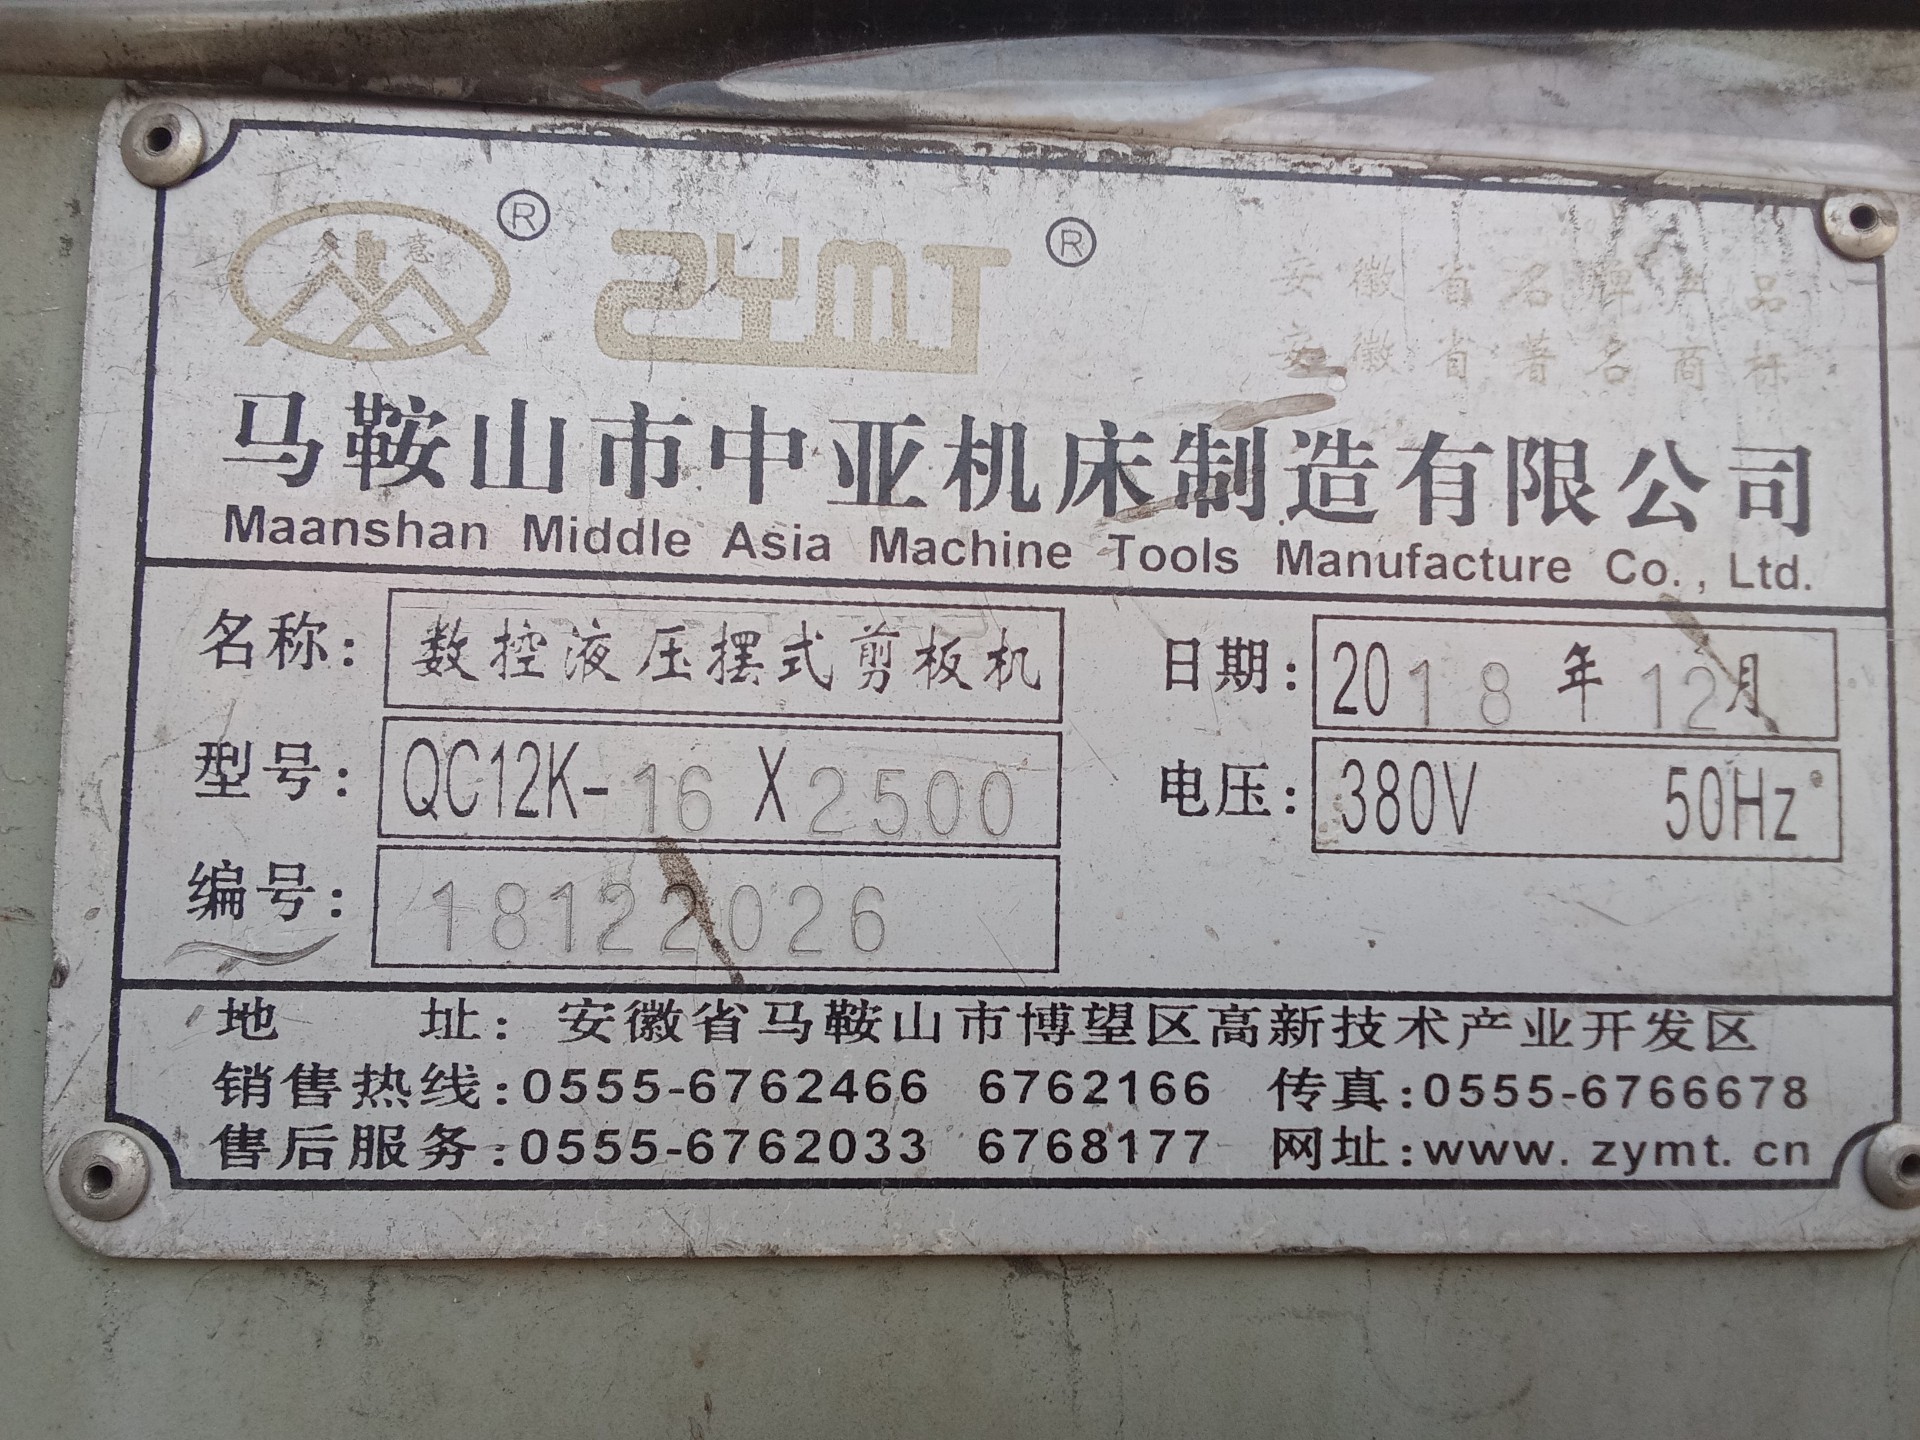 ® ZYMT ®
安徽省名牌产品
安徽省著名商标
马鞍山市中亚机床制造有限公司
Maanshan Middle Asia Machine Tools Manufacture Co., Ltd.
名称: 数控液压摆式剪板机 日期: 2018年12月
型号: QC12K-16X2500 电压: 380V 50Hz
编号: 18122026
地 址: 安徽省马鞍山市博望区高新技术产业开发区
销售热线:0555-6762466 6762166 传真:0555-6766678
售后服务:0555-6762033 6768177 网址:www.zymt.cn